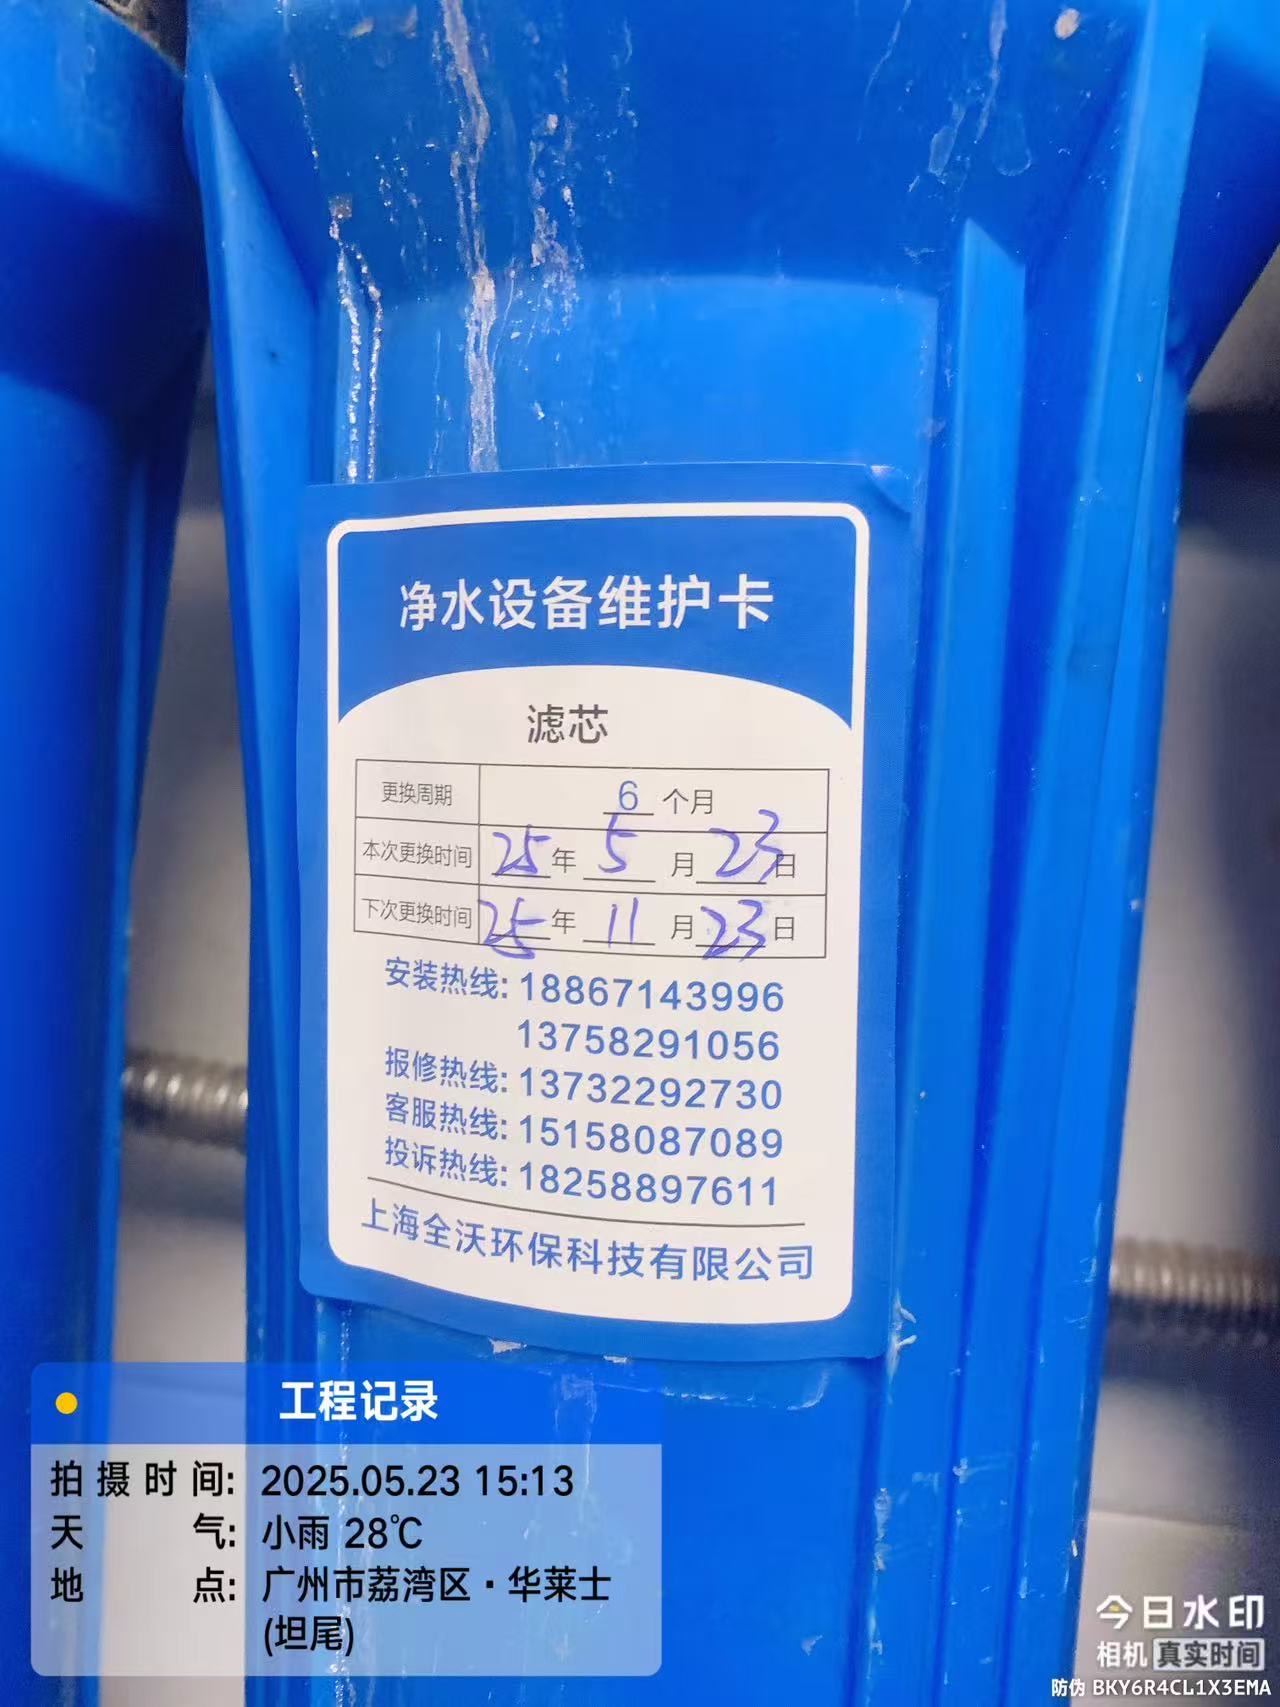 净水设备维护卡
滤芯
更换周期 6 个月
本次更换时间 25 年 5 月 23 日
下次更换时间 25 年 11 月 23 日
安装热线: 18867143996
13758291056
报修热线: 13732292730
客服热线: 15158087089
投诉热线: 18258897611
上海全沃环保科技有限公司
工程记录
拍摄时间: 2025.05.23 15:13
天气: 小雨 28℃
地点: 广州市荔湾区·华莱士
(坦尾)
今日水印
相机 真实时间
防伪 BKY6R4CL1X3EMA